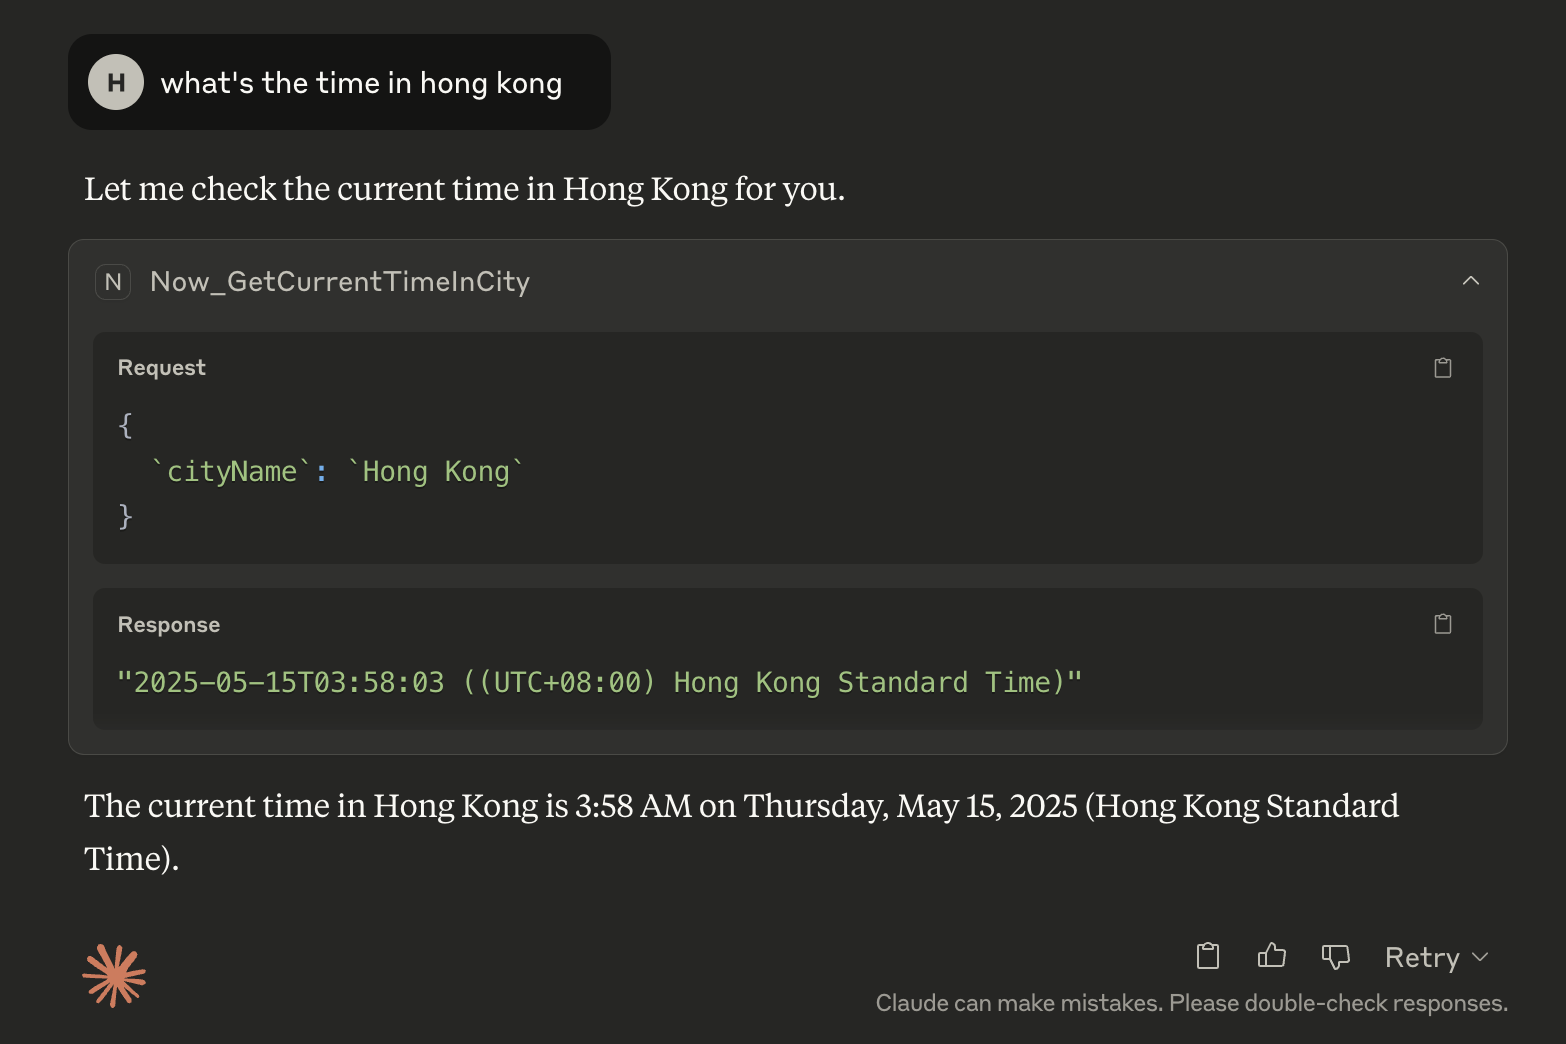 H
what's the time in hong kong
Let me check the current time in Hong Kong for you.
N Now_GetCurrentTimeInCity
Request
{
  `cityName`: `Hong Kong`
}
Response
"2025-05-15T03:58:03 ((UTC+08:00) Hong Kong Standard Time)"
The current time in Hong Kong is 3:58 AM on Thursday, May 15, 2025 (Hong Kong Standard
Time).
Retry
Claude can make mistakes. Please double-check responses.